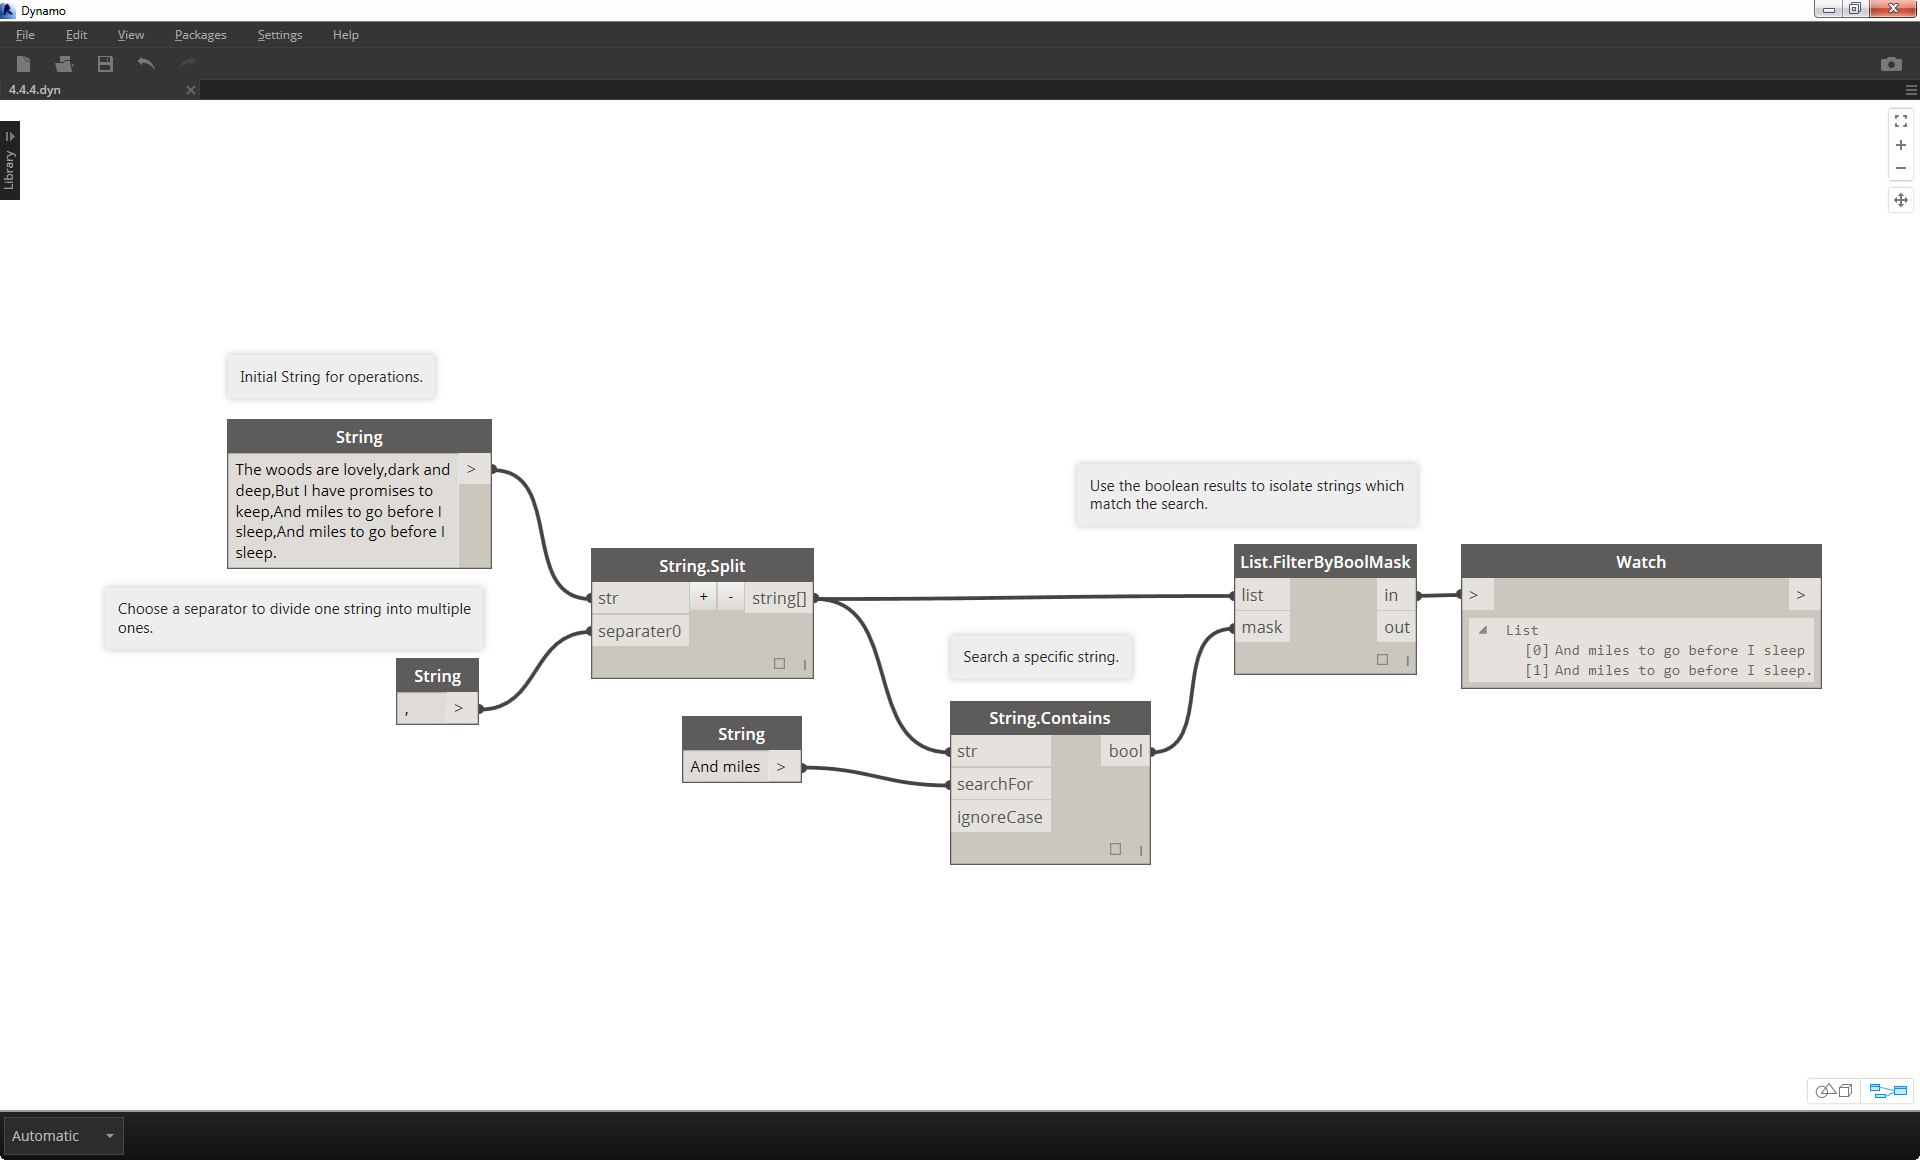 Dynamo
File Edit View Packages Settings Help
4.4.4.dyn
Library
Initial String for operations.
String
The woods are lovely,dark and
deep,But I have promises to
keep,And miles to go before I
sleep,And miles to go before I
sleep.
>
Choose a separator to divide one string into multiple
ones.
String
, >
String.Split
str + - string[]
separater0
String
And miles >
Search a specific string.
String.Contains
str bool
searchFor
ignoreCase
Use the boolean results to isolate strings which
match the search.
List.FilterByBoolMask
list in
mask out
Watch
> >
List
[0] And miles to go before I sleep
[1] And miles to go before I sleep.
Automatic